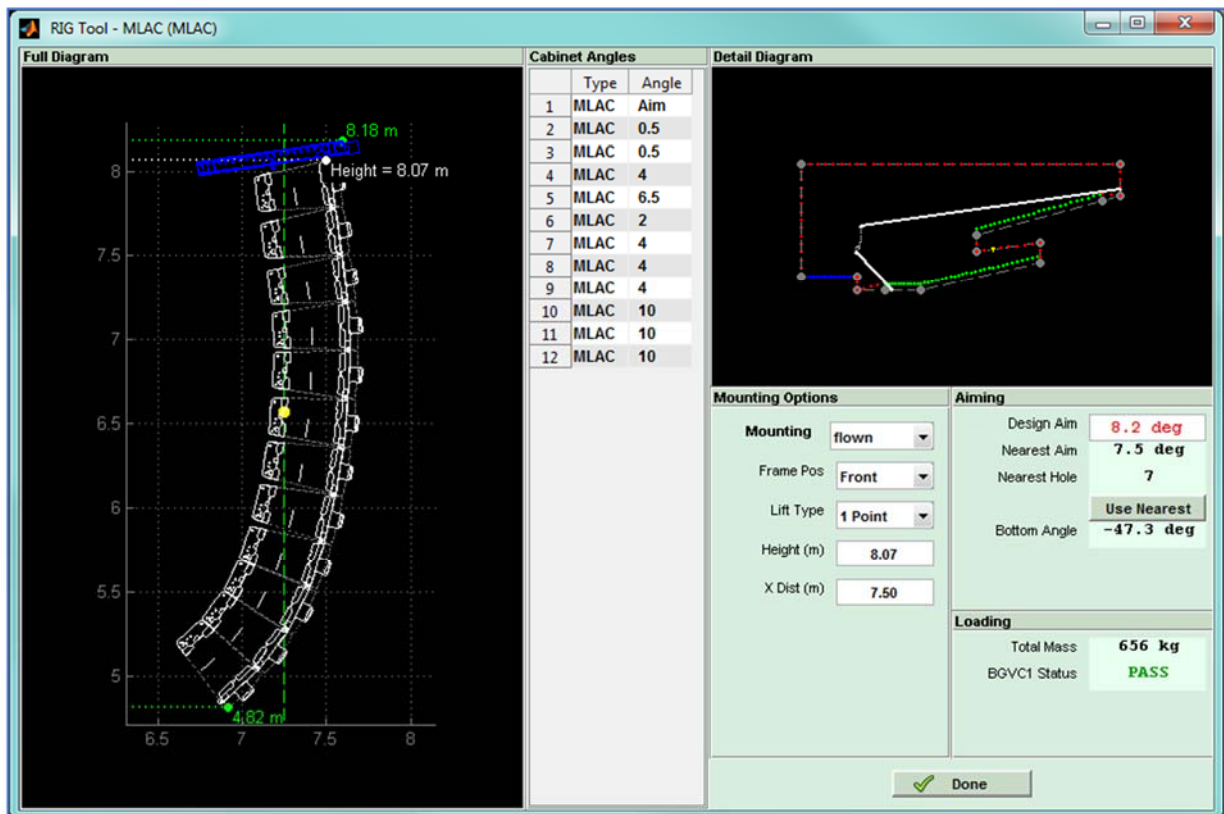 RIG Tool - MLAC (MLAC)
Full Diagram
8.18 m
Height = 8.07 m
8
7.5
7
6.5
6
5.5
5
4.82 m
6.5 7 7.5 8
Cabinet Angles
Type Angle
1 MLAC Aim
2 MLAC 0.5
3 MLAC 0.5
4 MLAC 4
5 MLAC 6.5
6 MLAC 2
7 MLAC 4
8 MLAC 4
9 MLAC 4
10 MLAC 10
11 MLAC 10
12 MLAC 10
Detail Diagram
Mounting Options
Mounting flown
Frame Pos Front
Lift Type 1 Point
Height (m) 8.07
X Dist (m) 7.50
Aiming
Design Aim 8.2 deg
Nearest Aim 7.5 deg
Nearest Hole 7
Use Nearest
Bottom Angle -47.3 deg
Loading
Total Mass 656 kg
BGVC1 Status PASS
Done